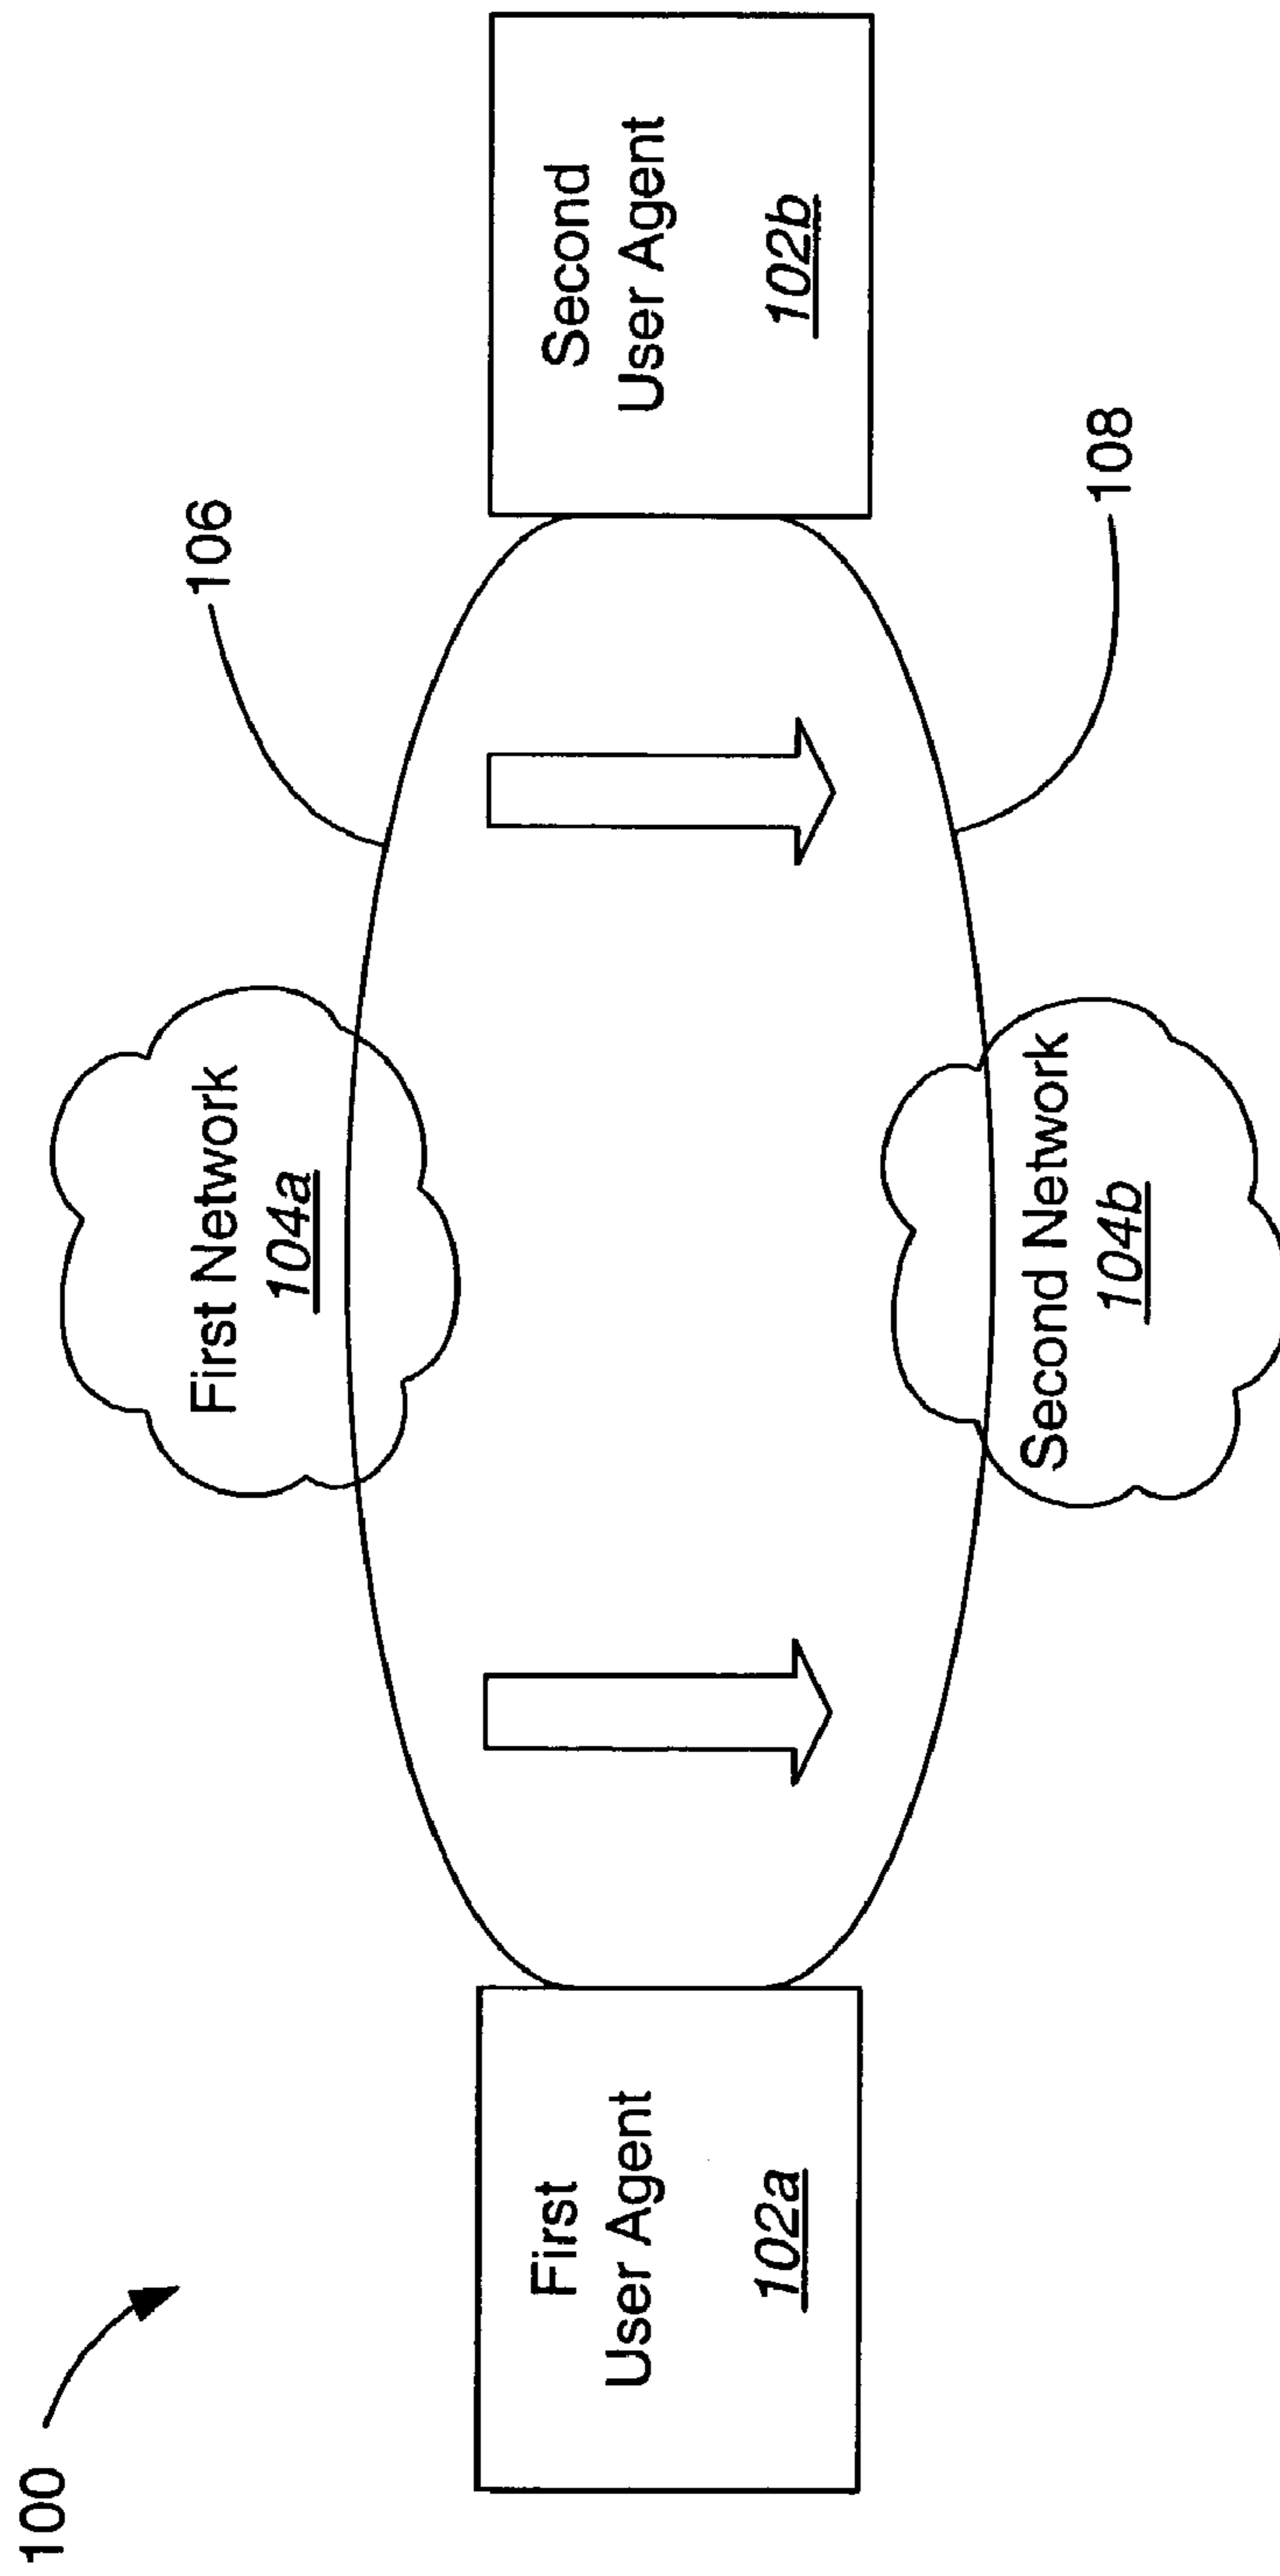 100
First Network
104a
106
First
User Agent
102a
Second
User Agent
102b
Second Network
104b
108